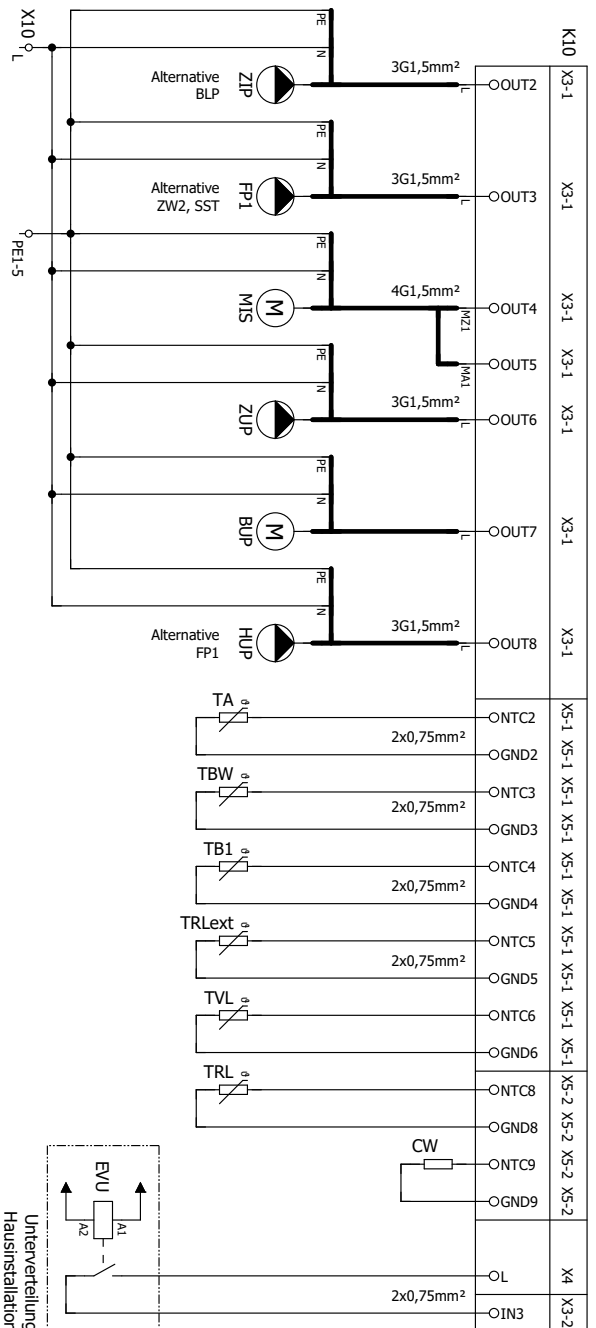 K10
X10
L
PE
N
Alternative
BLP
ZIP
3G1,5mm²
L
OUT2
X3-1
PE
N
Alternative
ZW2, SST
FP1
3G1,5mm²
L
OUT3
X3-1
PE1-5
PE
N
MIS
M
4G1,5mm²
MZ1
OUT4
X3-1
MA1
OUT5
X3-1
PE
N
ZUP
3G1,5mm²
L
OUT6
X3-1
PE
N
BUP
M
L
OUT7
X3-1
PE
N
Alternative
FP1
HUP
3G1,5mm²
L
OUT8
X3-1
TA
ϑ
NTC2
X5-1
2x0,75mm²
GND2
X5-1
TBW
ϑ
NTC3
X5-1
2x0,75mm²
GND3
X5-1
TB1
ϑ
NTC4
X5-1
2x0,75mm²
GND4
X5-1
TRLext
ϑ
NTC5
X5-1
2x0,75mm²
GND5
X5-1
TVL
ϑ
NTC6
X5-1
GND6
X5-1
TRL
ϑ
NTC8
X5-2
GND8
X5-2
CW
NTC9
X5-2
GND9
X5-2
EVU
A1
A2
Unterverteilung
Hausinstallation
L
X4
2x0,75mm²
IN3
X3-2